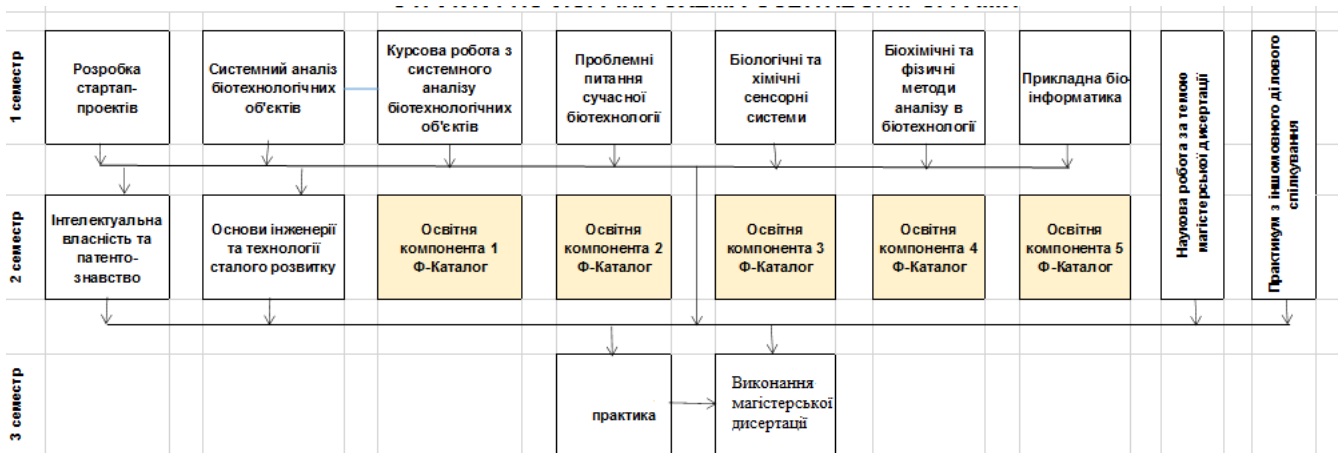 1 семестр
Розробка
стартап-
проектів
Системний аналіз
біотехнологічних
об'єктів
Курсова робота з
системного
аналізу
біотехнологічних
об'єктів
Проблемні
питання
сучасної
біотехнології
Біологічні та
хімічні
сенсорні
системи
Біохімічні та
фізичні
методи
аналізу в
біотехнології
Прикладна біо-
інформатика
Наукова робота за темою
магістерської дисертації
Практикум з іншомовного ділового
спілкування
2 семестр
Інтелектуальна
власність та
патенто-
знавство
Основи інженерії
та технології
сталого розвитку
Освітня
компонента 1
Ф-Каталог
Освітня
компонента 2
Ф-Каталог
Освітня
компонента 3
Ф-Каталог
Освітня
компонента 4
Ф-Каталог
Освітня
компонента 5
Ф-Каталог
3 семестр
практика
Виконання
магістерської
дисертації